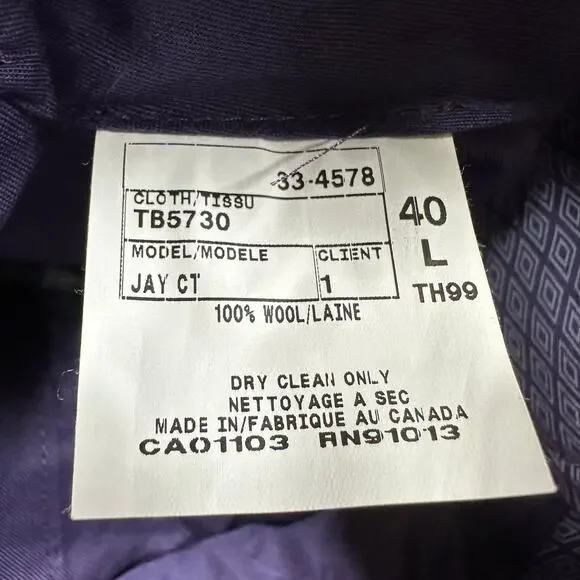 33-4578
CLOTH/TISSU
TB5730
MODEL/MODELE CLIENT
JAY CT 1
40
L
TH99
100% WOOL/LAINE
DRY CLEAN ONLY
NETTOYAGE A SEC
MADE IN/FABRIQUE AU CANADA
CA01103 RN91013